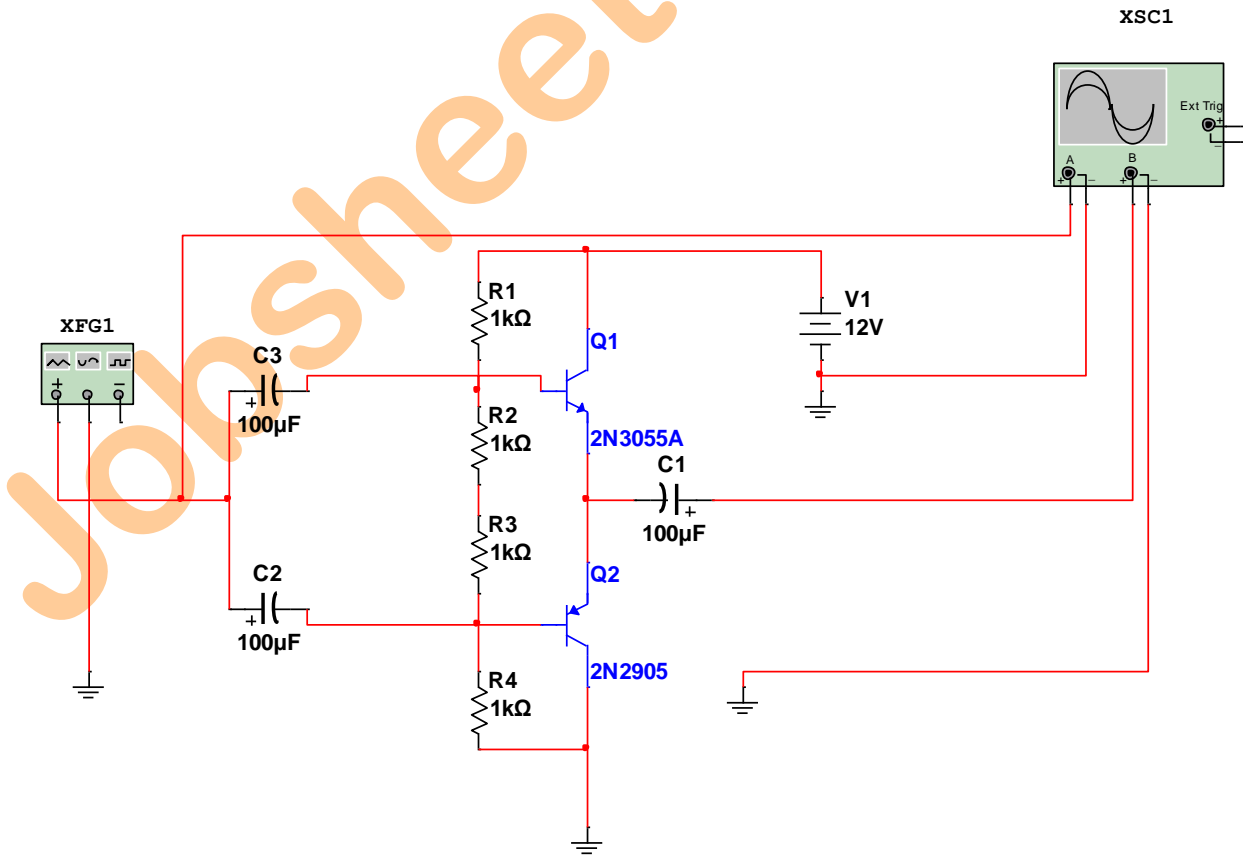 XSC1
Ext Trig
+
_
A
B
+
_
+
_
V1
12V
R1
1kΩ
Q1
XFG1
+
–
C3
+
100µF
R2
1kΩ
2N3055A
C1
+
100µF
R3
1kΩ
Q2
C2
+
100µF
2N2905
R4
1kΩ
Jobsheet